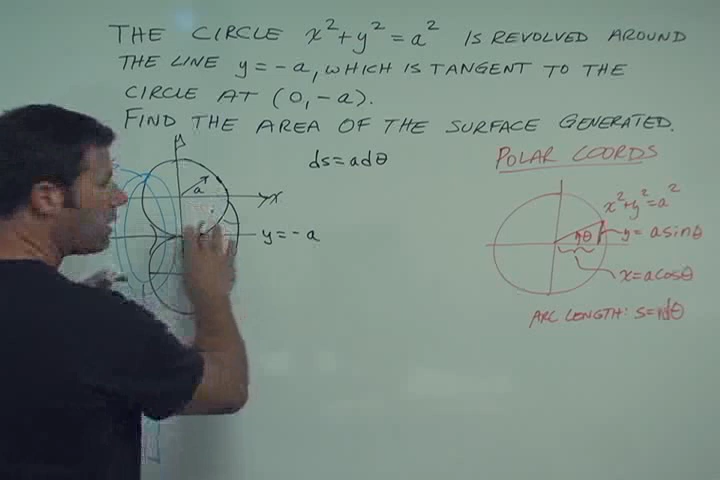 THE CIRCLE x²+y²=a² IS REVOLVED AROUND
THE LINE y=-a, WHICH IS TANGENT TO THE
CIRCLE AT (0,-a).
FIND THE AREA OF THE SURFACE GENERATED.
ds=adθ
x
a
y=-a
POLAR COORDS
x²+y²=a²
θ
y=asinθ
x=acosθ
ARC LENGTH: s=rdθ